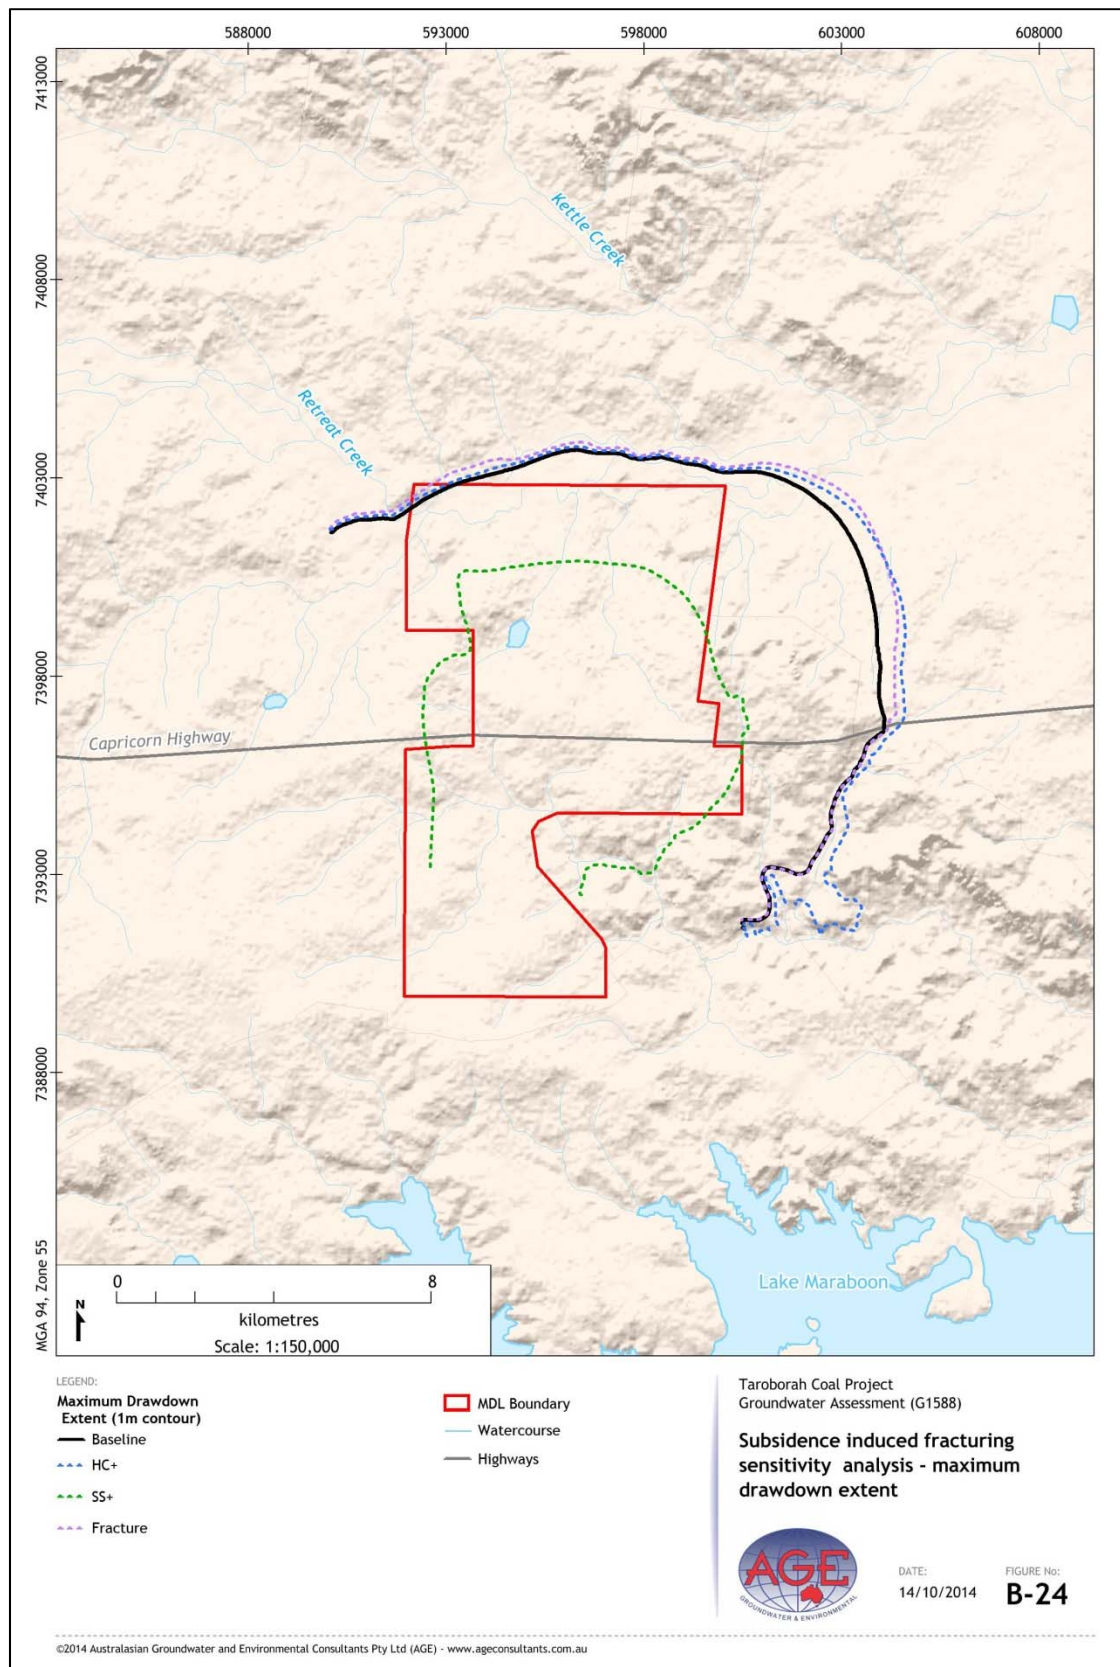 588000 593000 598000 603000 608000
7413000
7408000
7403000
7398000
7393000
7388000
Kettle Creek
Retreat Creek
Capricorn Highway
Lake Maraboon
MGA 94, Zone 55
0 8
N
kilometres
Scale: 1:150,000
LEGEND:
Maximum Drawdown
Extent (1m contour)
Baseline
HC+
SS+
Fracture
MDL Boundary
Watercourse
Highways
Taroborah Coal Project
Groundwater Assessment (G1588)
Subsidence induced fracturing
sensitivity analysis - maximum
drawdown extent
AGE
GROUNDWATER & ENVIRONMENTAL
DATE:
14/10/2014
FIGURE No:
B-24
©2014 Australasian Groundwater and Environmental Consultants Pty Ltd (AGE) - www.ageconsultants.com.au